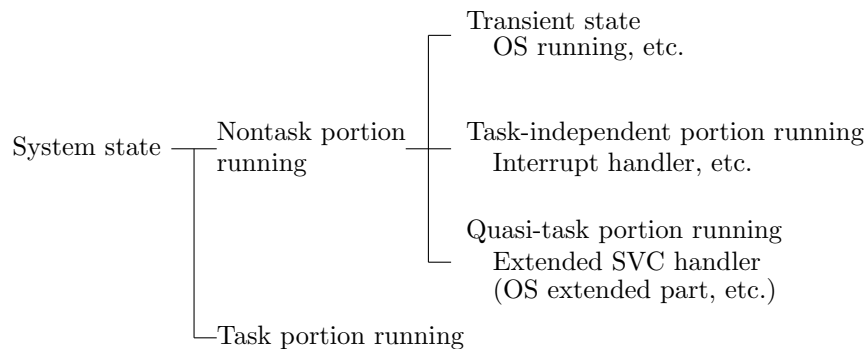 Transient state
OS running, etc.
System state
Nontask portion
running
Task-independent portion running
Interrupt handler, etc.
Quasi-task portion running
Extended SVC handler
(OS extended part, etc.)
Task portion running